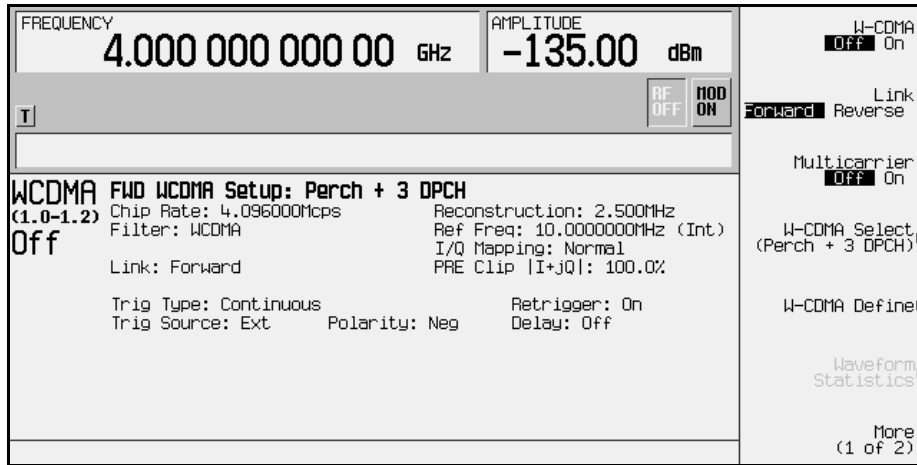 FREQUENCY
4.000 000 000 00 GHz
AMPLITUDE
-135.00 dBm
RF OFF
MOD ON
T
WCDMA
(1.0-1.2)
Off
FWD WCDMA Setup: Perch + 3 DPCH
Chip Rate: 4.096000Mcps
Reconstruction: 2.500MHz
Filter: WCDMA
Ref Freq: 10.0000000MHz (Int)
I/Q Mapping: Normal
Link: Forward
PRE Clip |I+jQ|: 100.0%
Trig Type: Continuous
Retrigger: On
Trig Source: Ext
Polarity: Neg
Delay: Off
W-CDMA
Off On
Link
Forward Reverse
Multicarrier
Off On
W-CDMA Select
(Perch + 3 DPCH)
W-CDMA Define
Waveform
Statistics
More
(1 of 2)